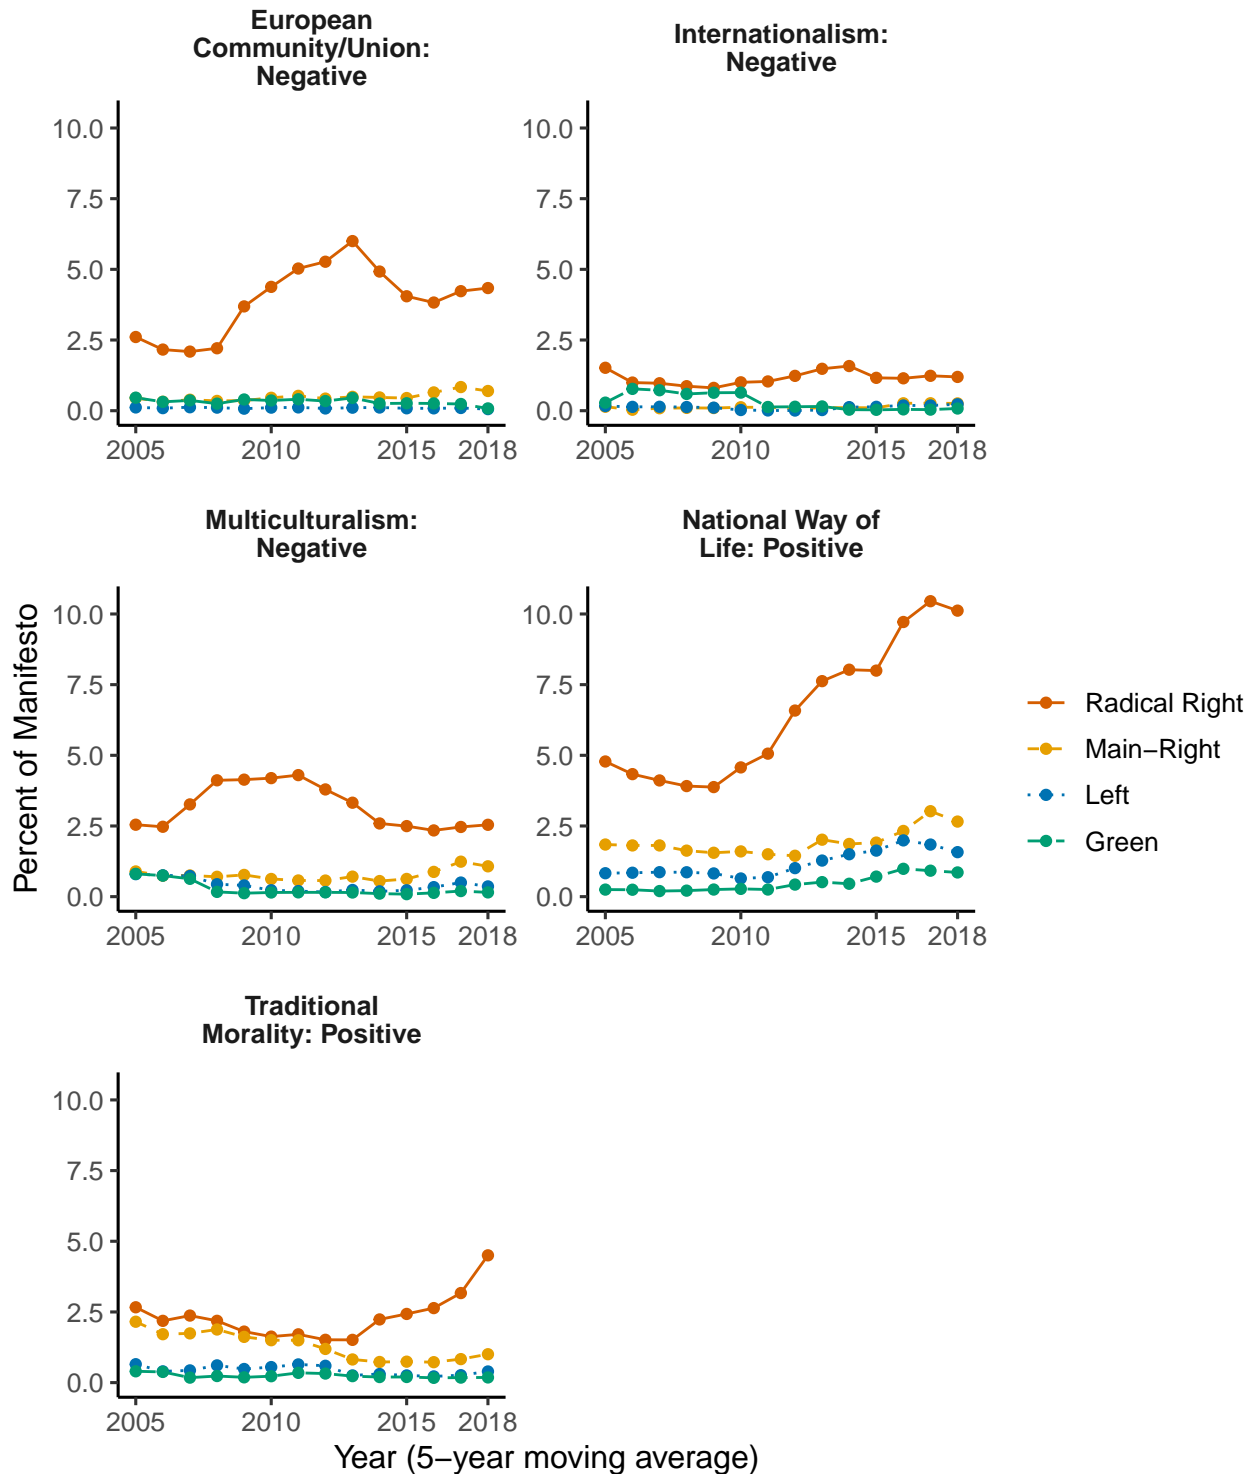 European
Community/Union:
Negative
Internationalism:
Negative
10.0
7.5
5.0
2.5
0.0
2005
2010
2015
2018
10.0
7.5
5.0
2.5
0.0
2005
2010
2015
2018
Multiculturalism:
Negative
National Way of
Life: Positive
10.0
7.5
5.0
2.5
0.0
2005
2010
2015
2018
10.0
7.5
5.0
2.5
0.0
2005
2010
2015
2018
Traditional
Morality: Positive
10.0
7.5
5.0
2.5
0.0
2005
2010
2015
2018
Percent of Manifesto
Year (5−year moving average)
Radical Right
Main−Right
Left
Green